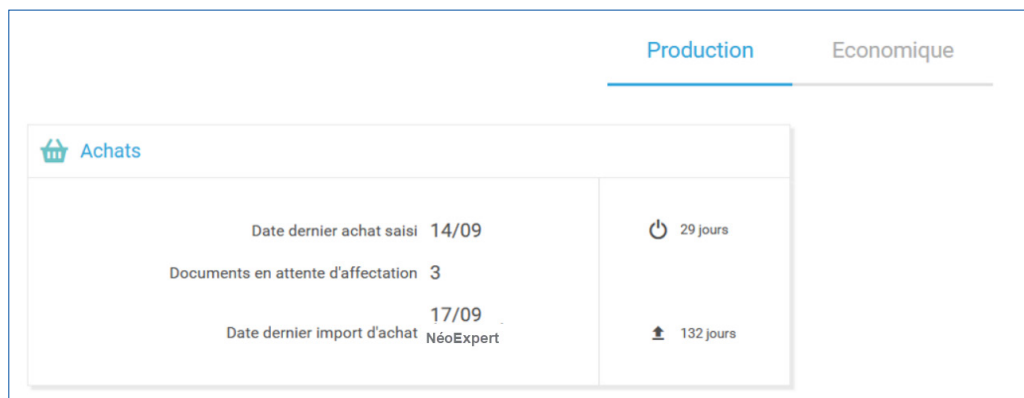 Production Economique
Achats
Date dernier achat saisi 14/09 29 jours
Documents en attente d'affectation 3
17/09
Date dernier import d'achat NéoExpert 132 jours